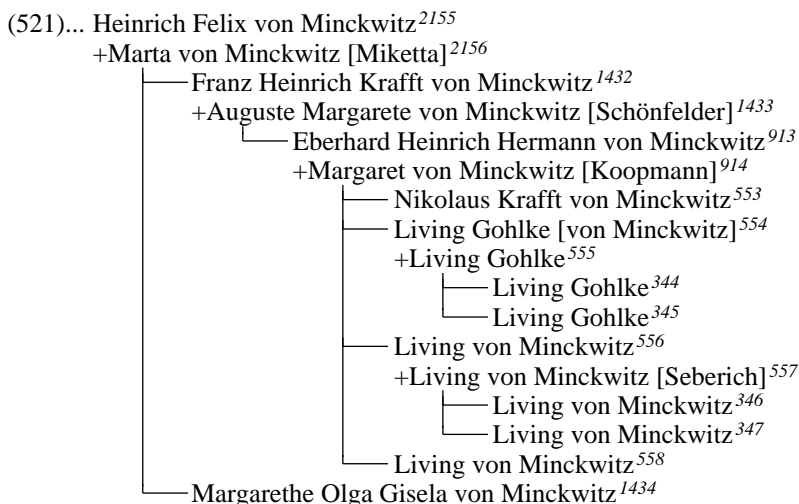 (521)... Heinrich Felix von Minckwitz2155
+Marta von Minckwitz [Miketta]2156
Franz Heinrich Krafft von Minckwitz1432
+Auguste Margarete von Minckwitz [Schönfelder]1433
Eberhard Heinrich Hermann von Minckwitz913
+Margaret von Minckwitz [Koopmann]914
Nikolaus Krafft von Minckwitz553
Living Gohlke [von Minckwitz]554
+Living Gohlke555
Living Gohlke344
Living Gohlke345
Living von Minckwitz556
+Living von Minckwitz [Seberich]557
Living von Minckwitz346
Living von Minckwitz347
Living von Minckwitz558
Margarethe Olga Gisela von Minckwitz1434